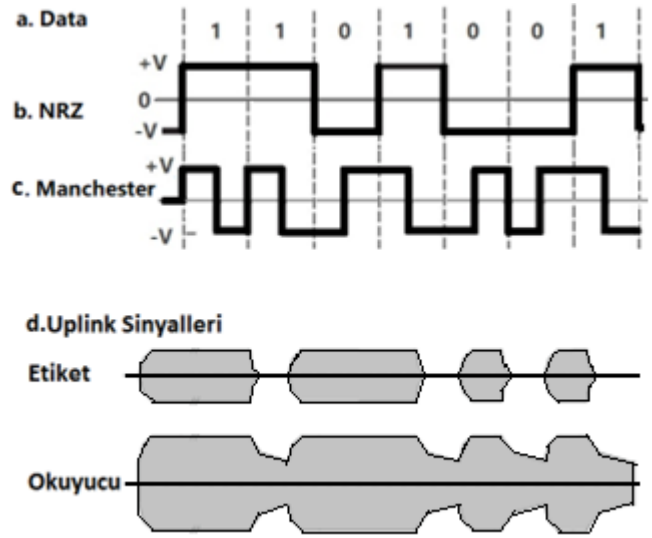 a. Data
1 1 0 1 0 0 1
+V
0
b. NRZ
-V
+V
c. Manchester
-V
d.Uplink Sinyalleri
Etiket
Okuyucu